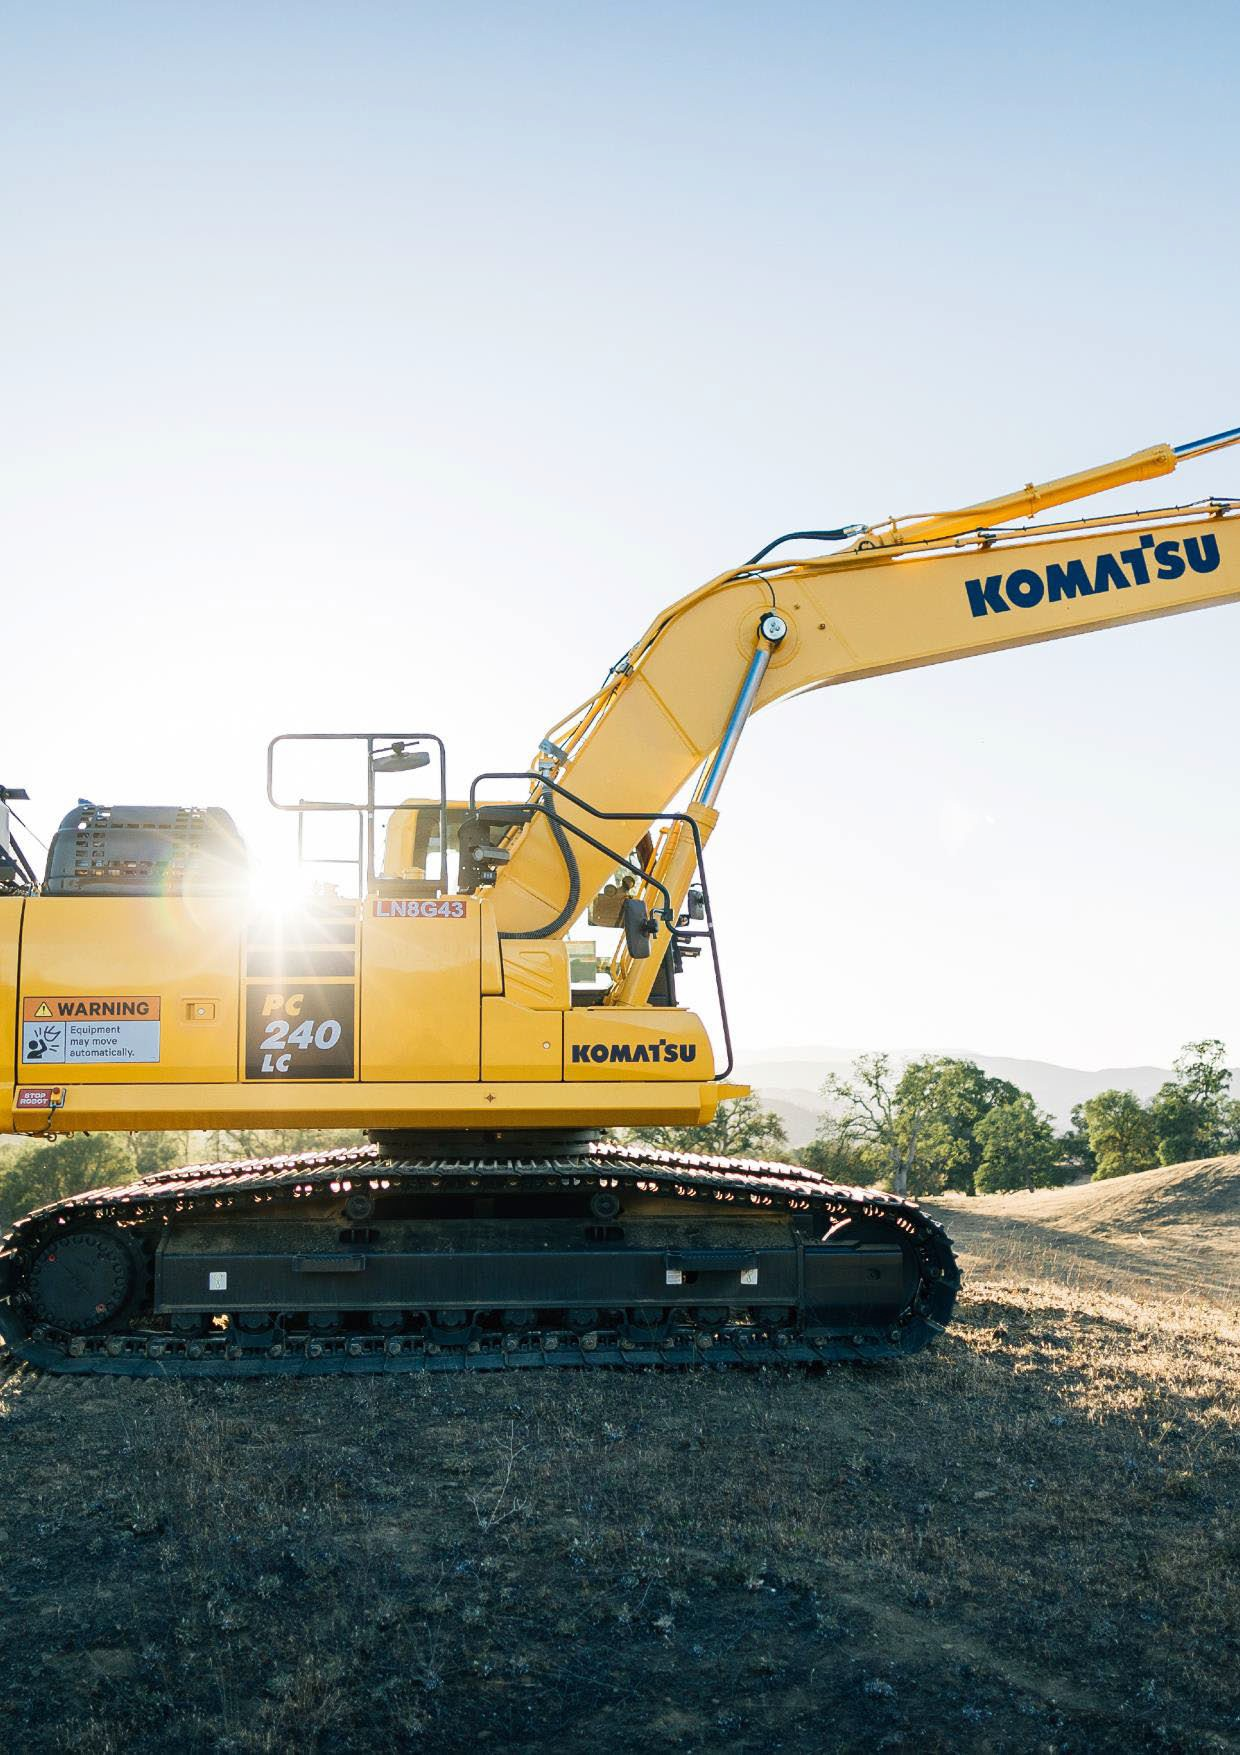 KOMATSU
LN8G43
WARNING
Equipment
may move
automatically.
PC
240
LC
KOMATSU
STOP
ROBOT